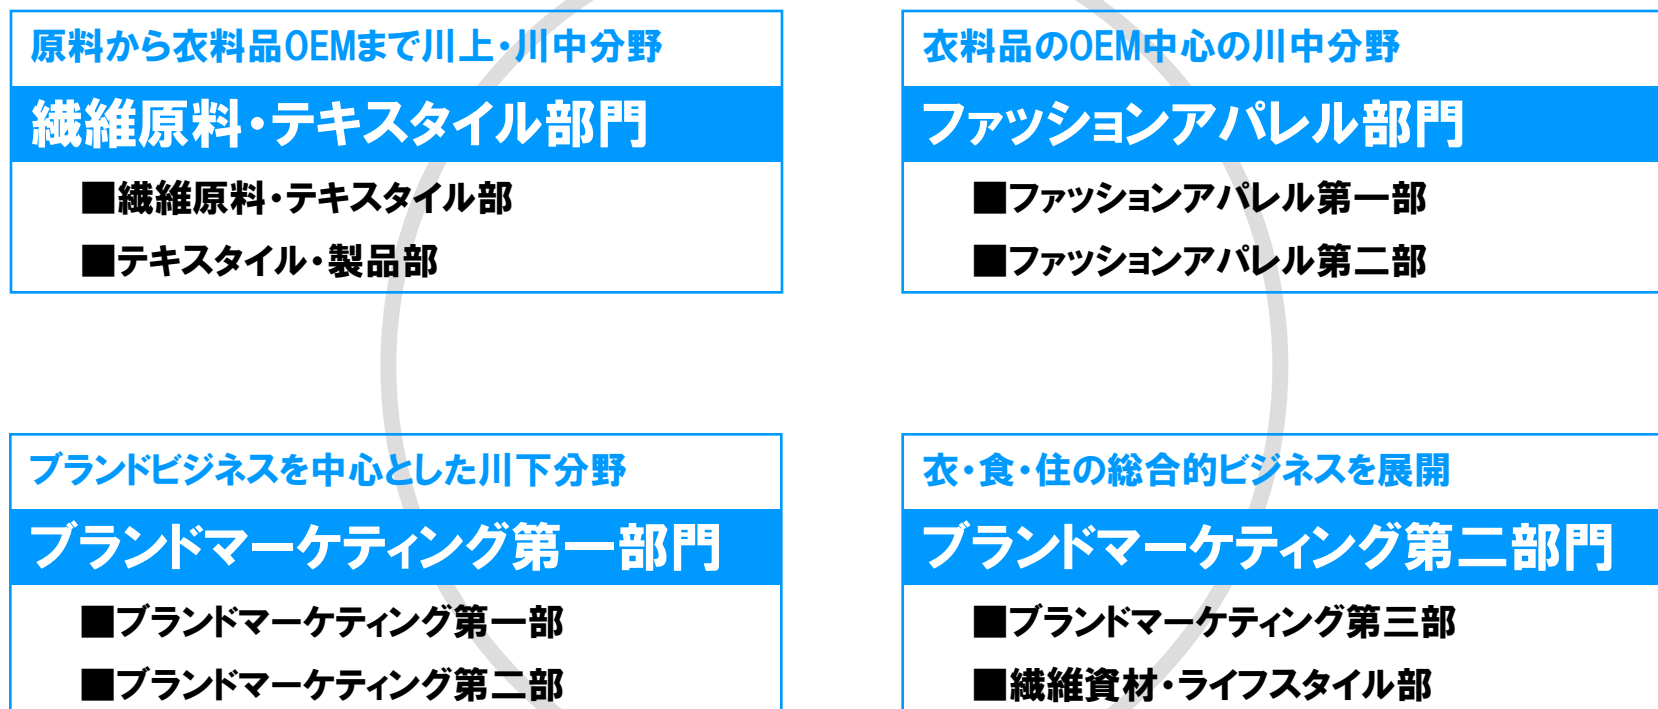 原料から衣料品OEMまで川上・川中分野
繊維原料・テキスタイル部門
■繊維原料・テキスタイル部
■テキスタイル・製品部
衣料品のOEM中心の川中分野
ファッションアパレル部門
■ファッションアパレル第一部
■ファッションアパレル第二部
ブランドビジネスを中心とした川下分野
ブランドマーケティング第一部門
■ブランドマーケティング第一部
■ブランドマーケティング第二部
衣・食・住の総合的ビジネスを展開
ブランドマーケティング第二部門
■ブランドマーケティング第三部
■繊維資材・ライフスタイル部